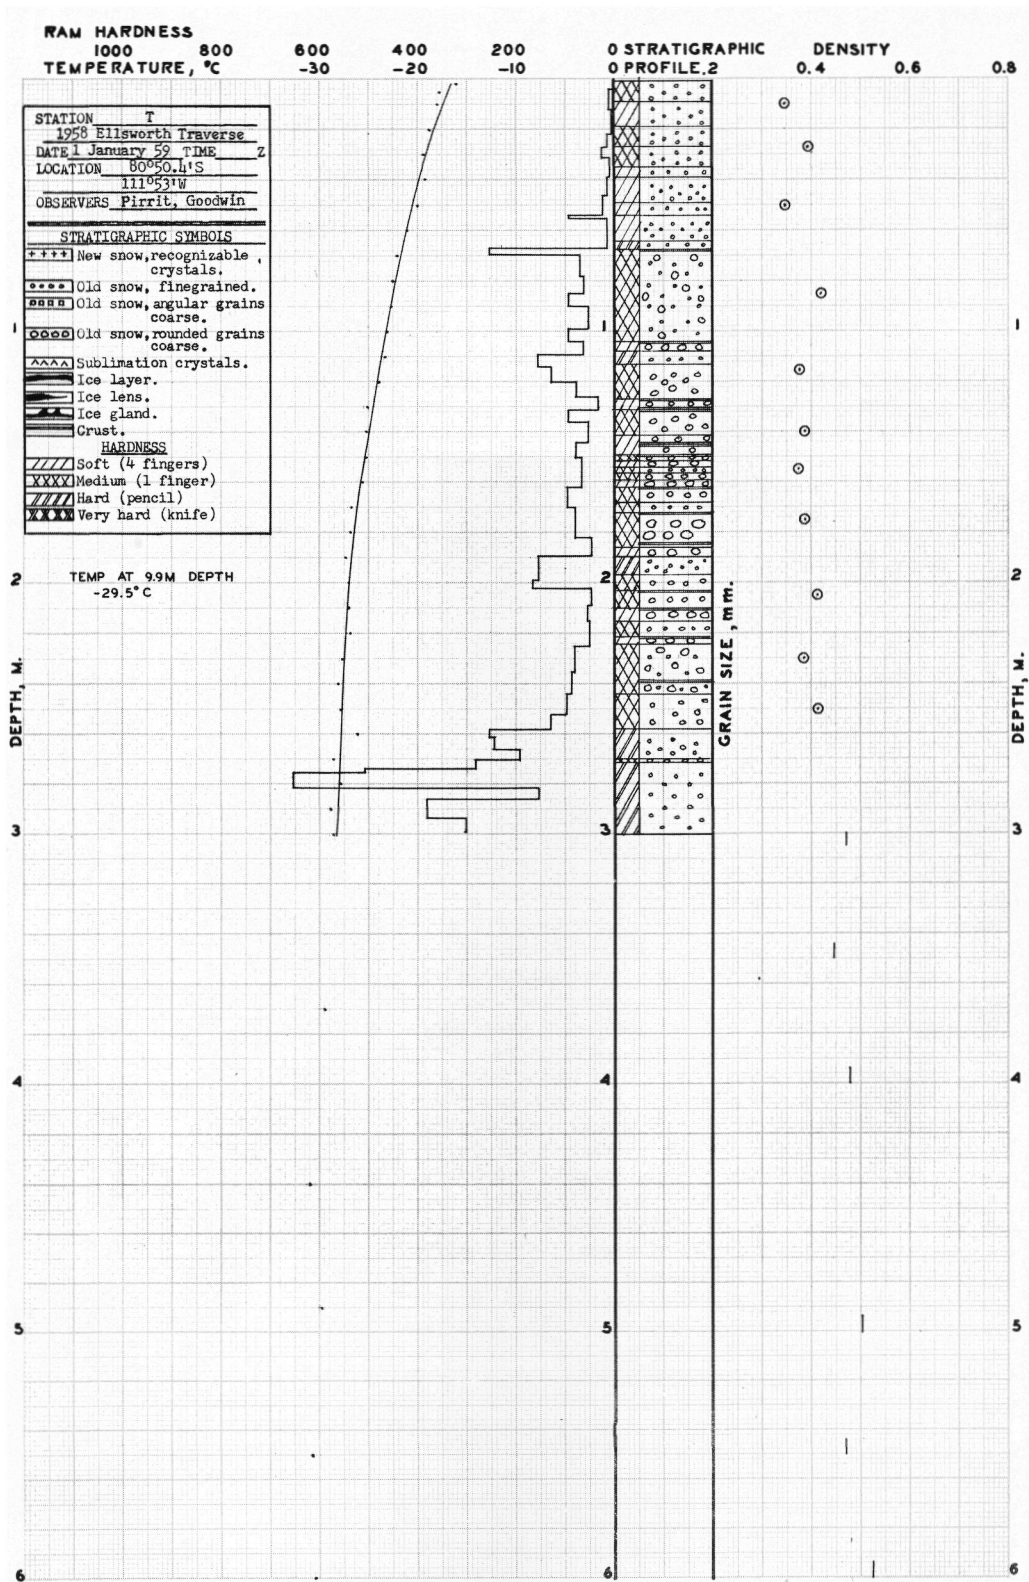 RAM HARDNESS
1000 800 600 400 200 0 STRATIGRAPHIC DENSITY
TEMPERATURE, °C -30 -20 -10 0 PROFILE .2 0.4 0.6 0.8
STATION T
1958 Ellsworth Traverse
DATE 1 January 59 TIME Z
LOCATION 80°50.4'S
111°53'W
OBSERVERS Pirrit, Goodwin
STRATIGRAPHIC SYMBOLS
New snow, recognizable
crystals.
Old snow, finegrained.
Old snow, angular grains
coarse.
Old snow, rounded grains
coarse.
Sublimation crystals.
Ice layer.
Ice lens.
Ice gland.
Crust.
HARDNESS
Soft (4 fingers)
Medium (1 finger)
Hard (pencil)
Very hard (knife)
TEMP AT 9.9M DEPTH
-29.5°C
1 1 1
2 2 2
DEPTH, M.
GRAIN SIZE, mm.
DEPTH, M.
3 3 3
4 4 4
5 5 5
6 6 6